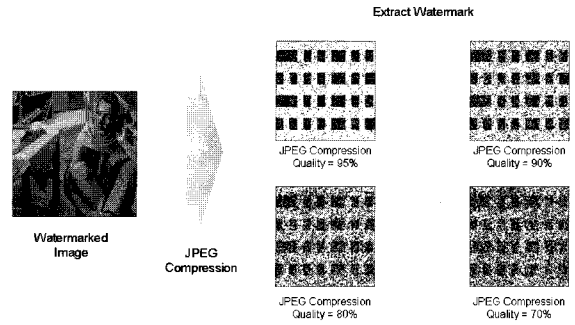 Extract Watermark
JPEG Compression
Quality = 95%
JPEG Compression
Quality = 90%
Watermarked
Image
JPEG
Compression
JPEG Compression
Quality = 80%
JPEG Compression
Quality = 70%